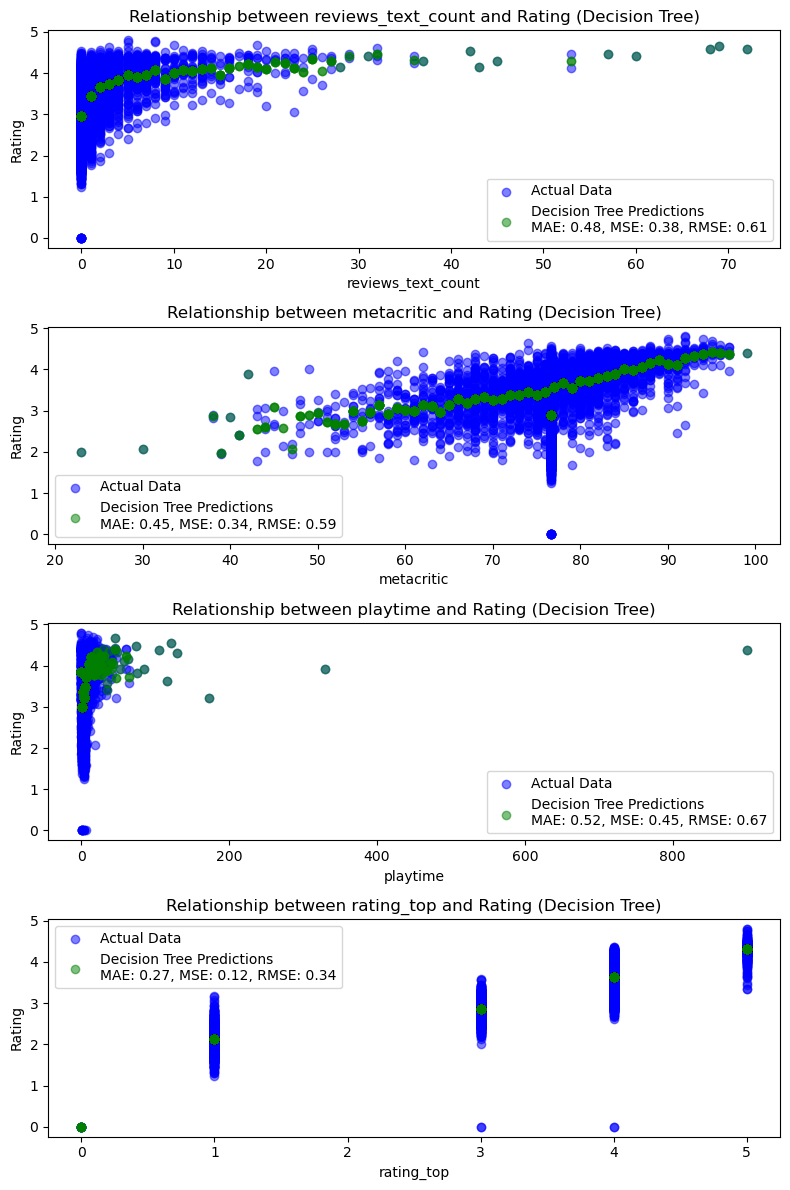 Relationship between reviews_text_count and Rating (Decision Tree)
5
4
3
2
1
0
Rating
Actual Data
Decision Tree Predictions
MAE: 0.48, MSE: 0.38, RMSE: 0.61
0 10 20 30 40 50 60 70
reviews_text_count
Relationship between metacritic and Rating (Decision Tree)
5
4
3
2
1
0
Rating
Actual Data
Decision Tree Predictions
MAE: 0.45, MSE: 0.34, RMSE: 0.59
20 30 40 50 60 70 80 90 100
metacritic
Relationship between playtime and Rating (Decision Tree)
5
4
3
2
1
0
Rating
Actual Data
Decision Tree Predictions
MAE: 0.52, MSE: 0.45, RMSE: 0.67
0 200 400 600 800
playtime
Relationship between rating_top and Rating (Decision Tree)
5
4
3
2
1
0
Rating
Actual Data
Decision Tree Predictions
MAE: 0.27, MSE: 0.12, RMSE: 0.34
0 1 2 3 4 5
rating_top